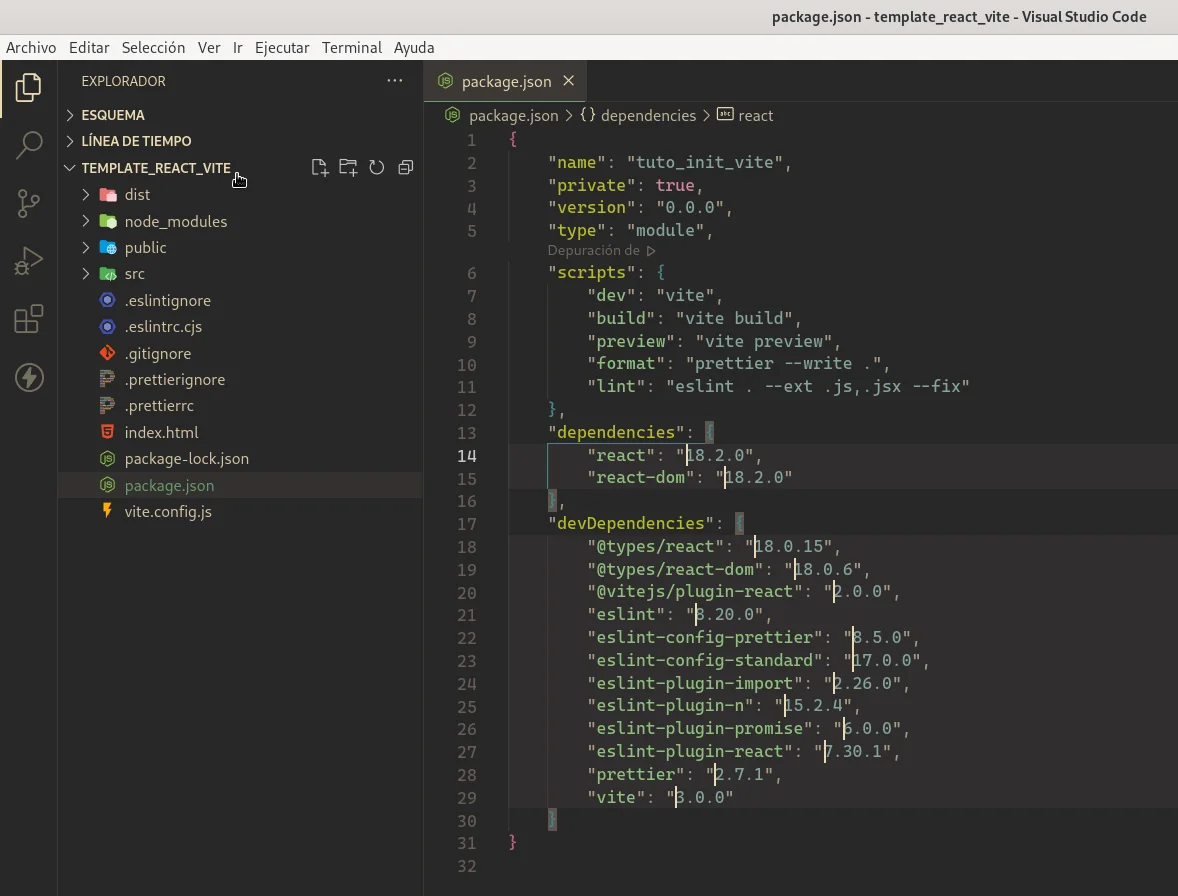 package.json - template_react_vite - Visual Studio Code
Archivo Editar Selección Ver Ir Ejecutar Terminal Ayuda
EXPLORADOR ···
ESQUEMA
LÍNEA DE TIEMPO
TEMPLATE_REACT_VITE
dist
node_modules
public
src
.eslintignore
.eslintrc.cjs
.gitignore
.prettierignore
.prettierrc
index.html
package-lock.json
package.json
vite.config.js
package.json
package.json > {} dependencies > abc react
1 {
2 "name": "tuto_init_vite",
3 "private": true,
4 "version": "0.0.0",
5 "type": "module",
Depuración de
6 "scripts": {
7 "dev": "vite",
8 "build": "vite build",
9 "preview": "vite preview",
10 "format": "prettier --write .",
11 "lint": "eslint . --ext .js,.jsx --fix"
12 },
13 "dependencies": {
14 "react": "18.2.0",
15 "react-dom": "18.2.0"
16 },
17 "devDependencies": {
18 "@types/react": "18.0.15",
19 "@types/react-dom": "18.0.6",
20 "@vitejs/plugin-react": "2.0.0",
21 "eslint": "8.20.0",
22 "eslint-config-prettier": "8.5.0",
23 "eslint-config-standard": "17.0.0",
24 "eslint-plugin-import": "2.26.0",
25 "eslint-plugin-n": "15.2.4",
26 "eslint-plugin-promise": "6.0.0",
27 "eslint-plugin-react": "7.30.1",
28 "prettier": "2.7.1",
29 "vite": "3.0.0"
30 }
31 }
32